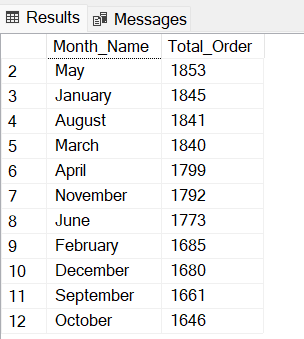 Results Messages
Month_Name Total_Order
2 May 1853
3 January 1845
4 August 1841
5 March 1840
6 April 1799
7 November 1792
8 June 1773
9 February 1685
10 December 1680
11 September 1661
12 October 1646